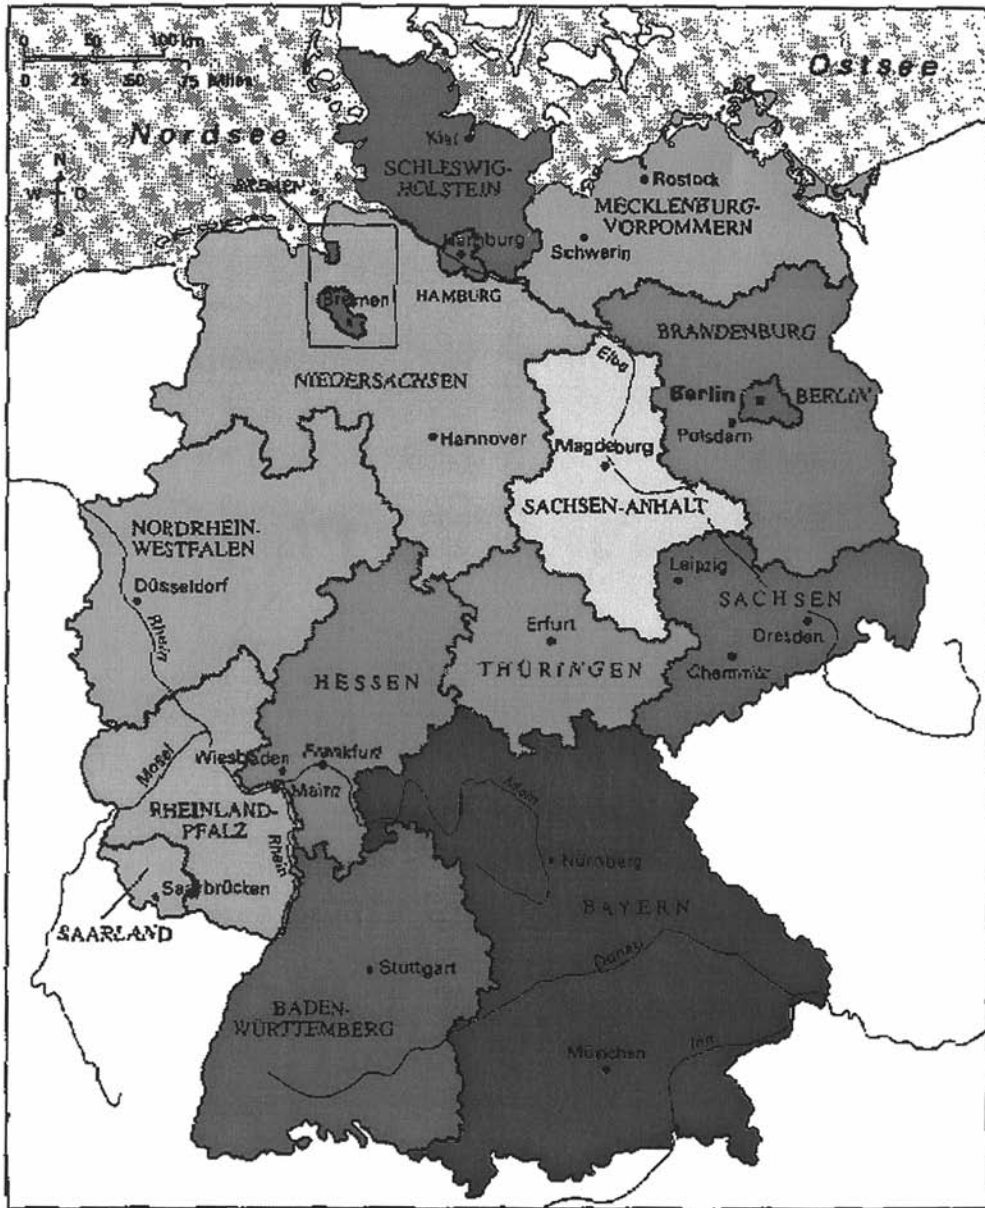 0 50 100 km
0 25 50 75 Miles
Ostsee
Nordsee
N
W O
S
Kiel
SCHLESWIG-
HOLSTEIN
BREMEN
Rostock
MECKLENBURG-
VORPOMMERN
Schwerin
Hamburg
HAMBURG
Bremen
BRANDENBURG
Elbe
NIEDERSACHSEN
Berlin
BERLIN
Potsdam
Hannover
Magdeburg
SACHSEN-ANHALT
NORDRHEIN-
WESTFALEN
Düsseldorf
Leipzig
SACHSEN
Dresden
Chemnitz
Rhein
Erfurt
THÜRINGEN
HESSEN
Mosel
Wiesbaden
Frankfurt
Mainz
Main
RHEINLAND-
PFALZ
Rhein
Nürnberg
BAYERN
Saarbrücken
SAARLAND
Stuttgart
Donau
BADEN-
WÜRTTEMBERG
München
Inn